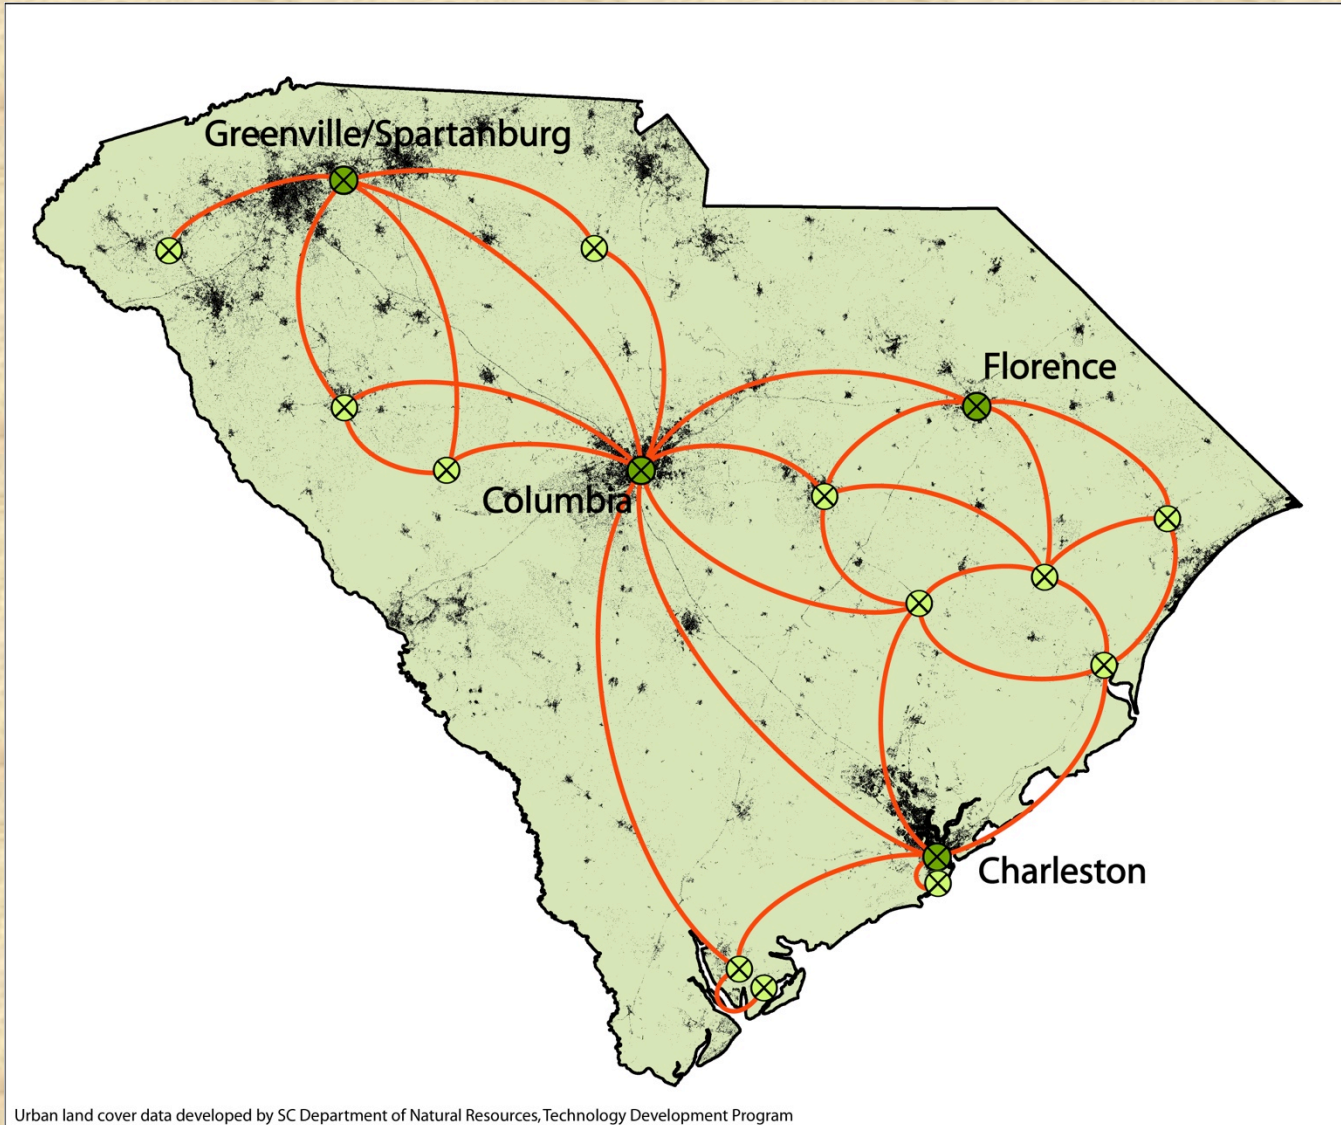 Greenville/Spartanburg
Florence
Columbia
Charleston
Urban land cover data developed by SC Department of Natural Resources, Technology Development Program